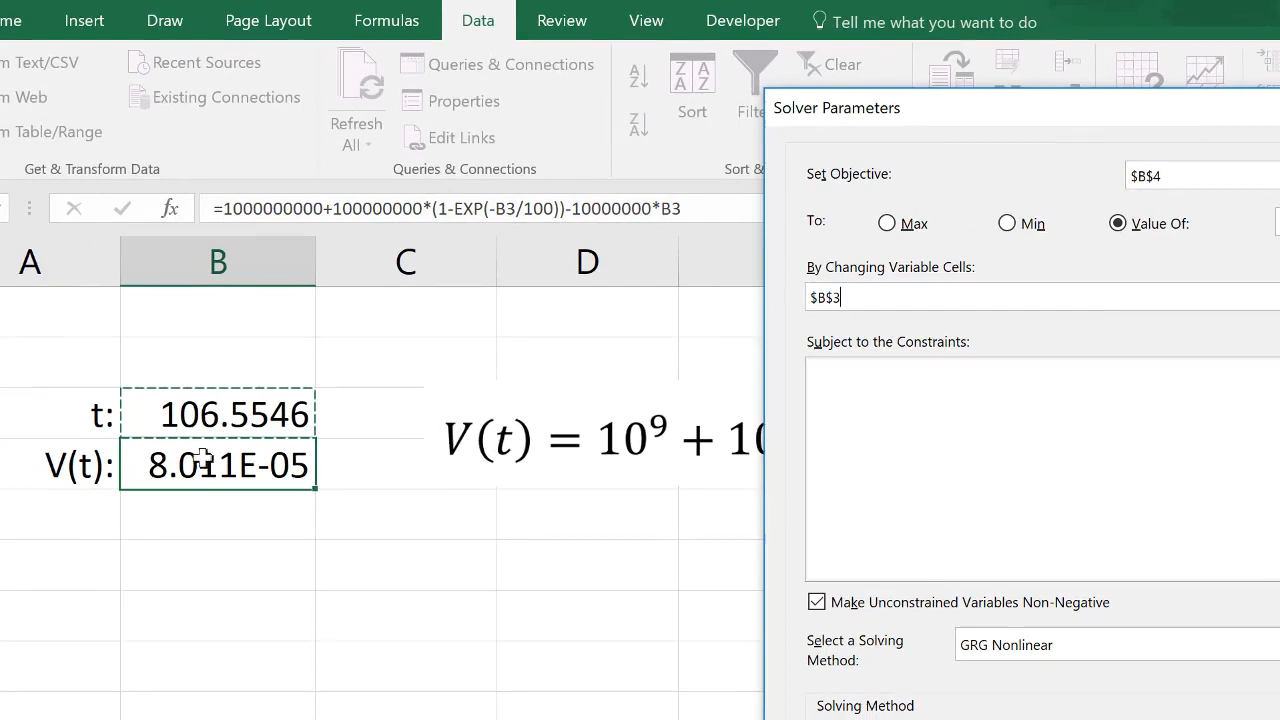 me Insert Draw Page Layout Formulas Data Review View Developer Tell me what you want to do
m Text/CSV Recent Sources Queries & Connections Clear
m Web Existing Connections Properties
m Table/Range Refresh All Edit Links Sort
Get & Transform Data Queries & Connections Sort &
Solver Parameters
fx =1000000000+100000000*(1-EXP(-B3/100))-10000000*B3
A B C D
t: 106.5546
V(t): 8.011E-05
V(t) = 10⁹ + 10
Set Objective: $B$4
To: Max Min Value Of:
By Changing Variable Cells:
$B$3
Subject to the Constraints:
Make Unconstrained Variables Non-Negative
Select a Solving Method: GRG Nonlinear
Solving Method